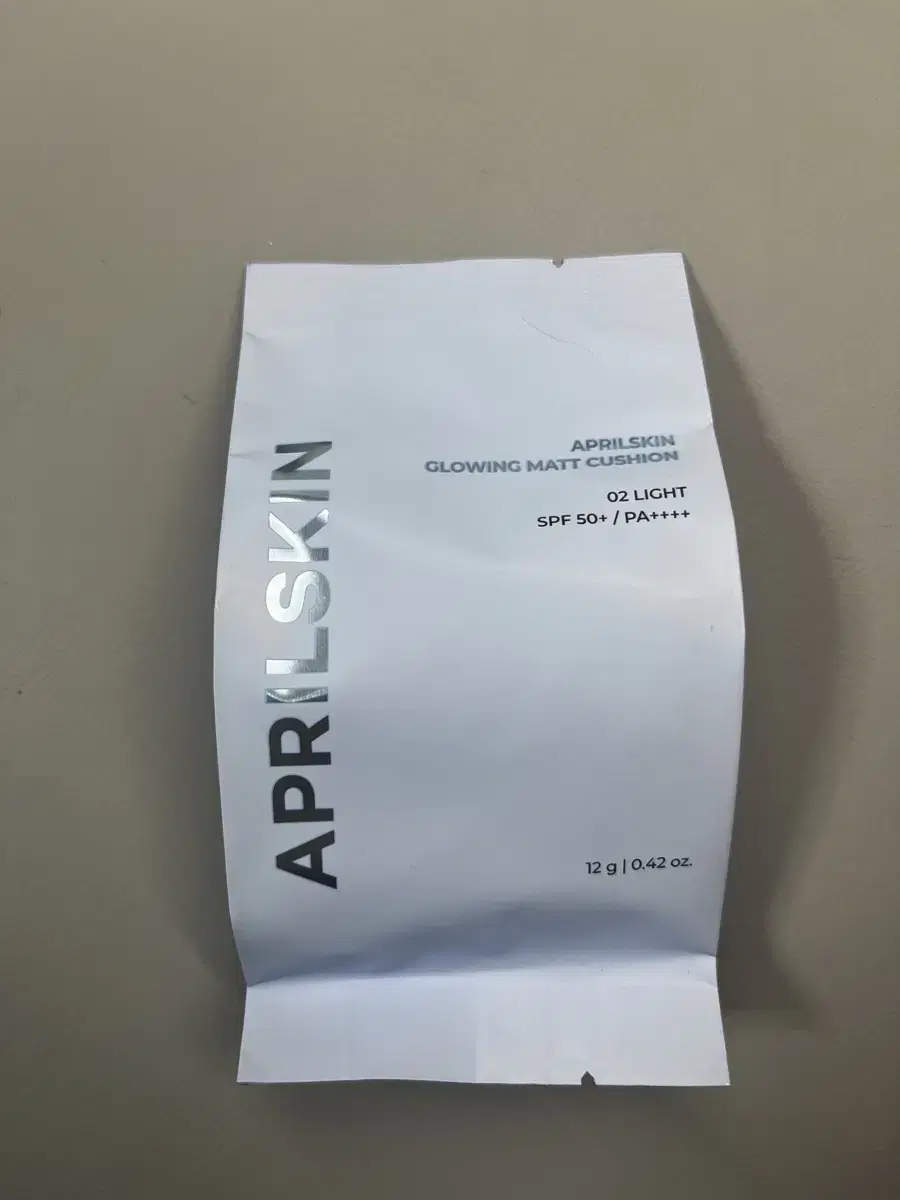 APRILSKIN
APRILSKIN
GLOWING MATT CUSHION
02 LIGHT
SPF 50+ / PA++++
12 g | 0.42 oz.